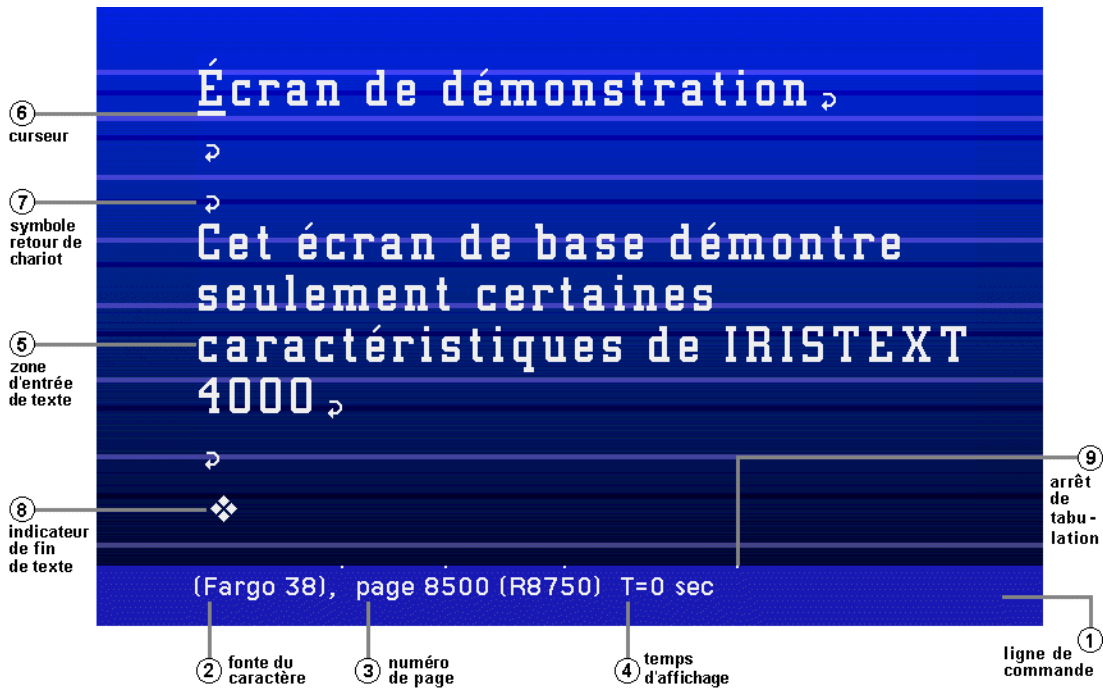 Écran de démonstration
Cet écran de base démontre
seulement certaines
caractéristiques de IRISTEXT
4000
(Fargo 38), page 8500 (R8750) T=0 sec
6
curseur
7
symbole
retour de
chariot
5
zone
d'entrée
de texte
8
indicateur
de fin
de texte
9
arrêt
de
tabu-
lation
1
ligne de
commande
2 fonte du
caractère
3 numéro
de page
4 temps
d'affichage